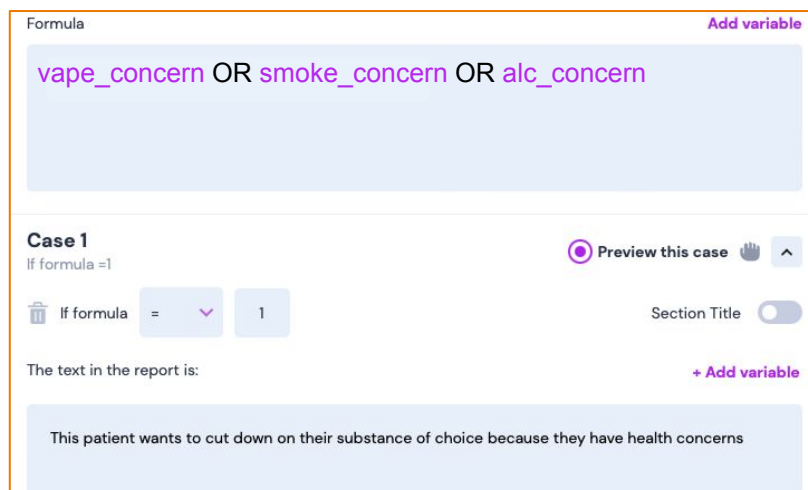 Formula Add variable
vape_concern OR smoke_concern OR alc_concern
Case 1
If formula =1
Preview this case
If formula = 1 Section Title
The text in the report is: + Add variable
This patient wants to cut down on their substance of choice because they have health concerns